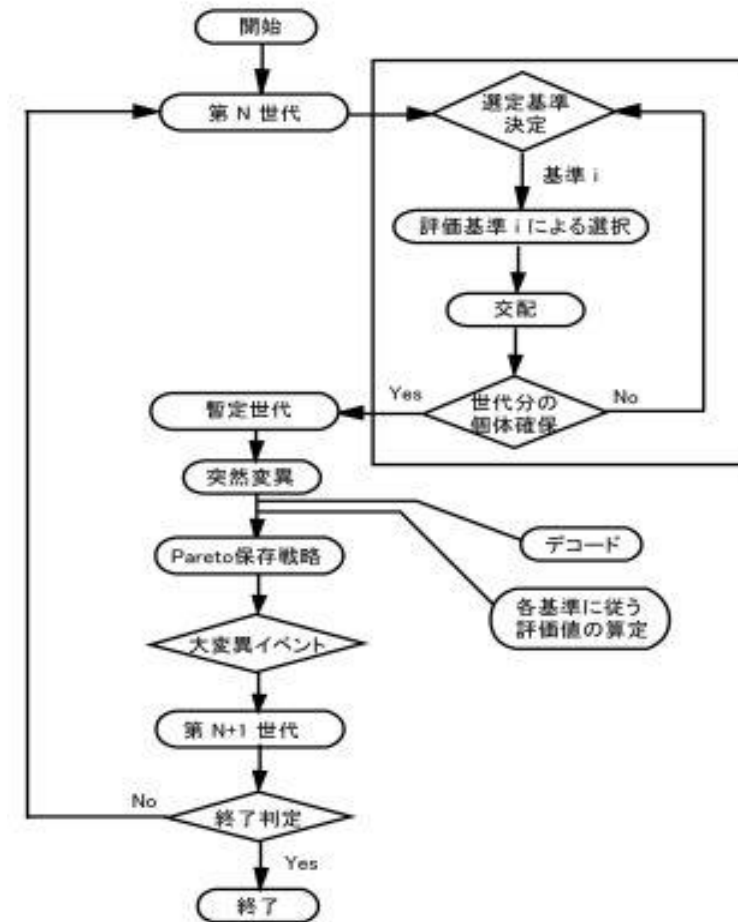 開始
第 N 世代
選定基準
決定
基準 i
評価基準 i による選択
交配
世代分の
個体確保
Yes
No
暫定世代
突然変異
デコード
Pareto保存戦略
各基準に従う
評価値の算定
大変異イベント
第 N+1 世代
終了判定
No
Yes
終了